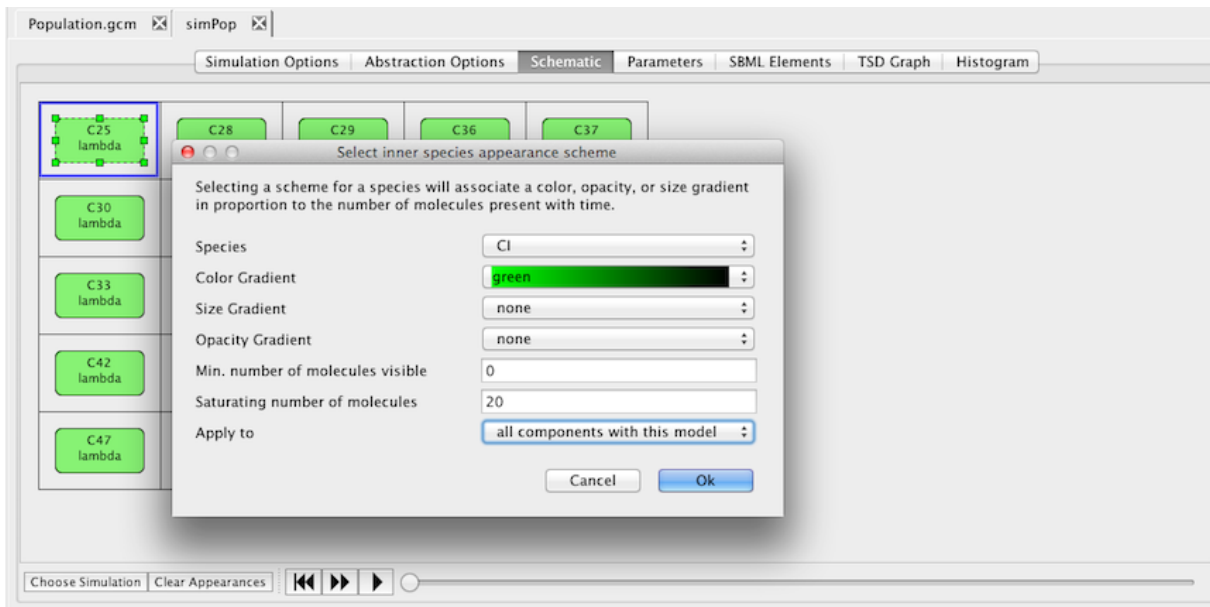 Population.gcm
simPop
Simulation Options
Abstraction Options
Schematic
Parameters
SBML Elements
TSD Graph
Histogram
C25
lambda
C28
C29
C36
C37
Select inner species appearance scheme
Selecting a scheme for a species will associate a color, opacity, or size gradient
in proportion to the number of molecules present with time.
C30
lambda
Species
CI
Color Gradient
green
C33
lambda
Size Gradient
none
Opacity Gradient
none
C42
lambda
Min. number of molecules visible
0
Saturating number of molecules
20
Apply to
all components with this model
C47
lambda
Cancel
Ok
Choose Simulation
Clear Appearances